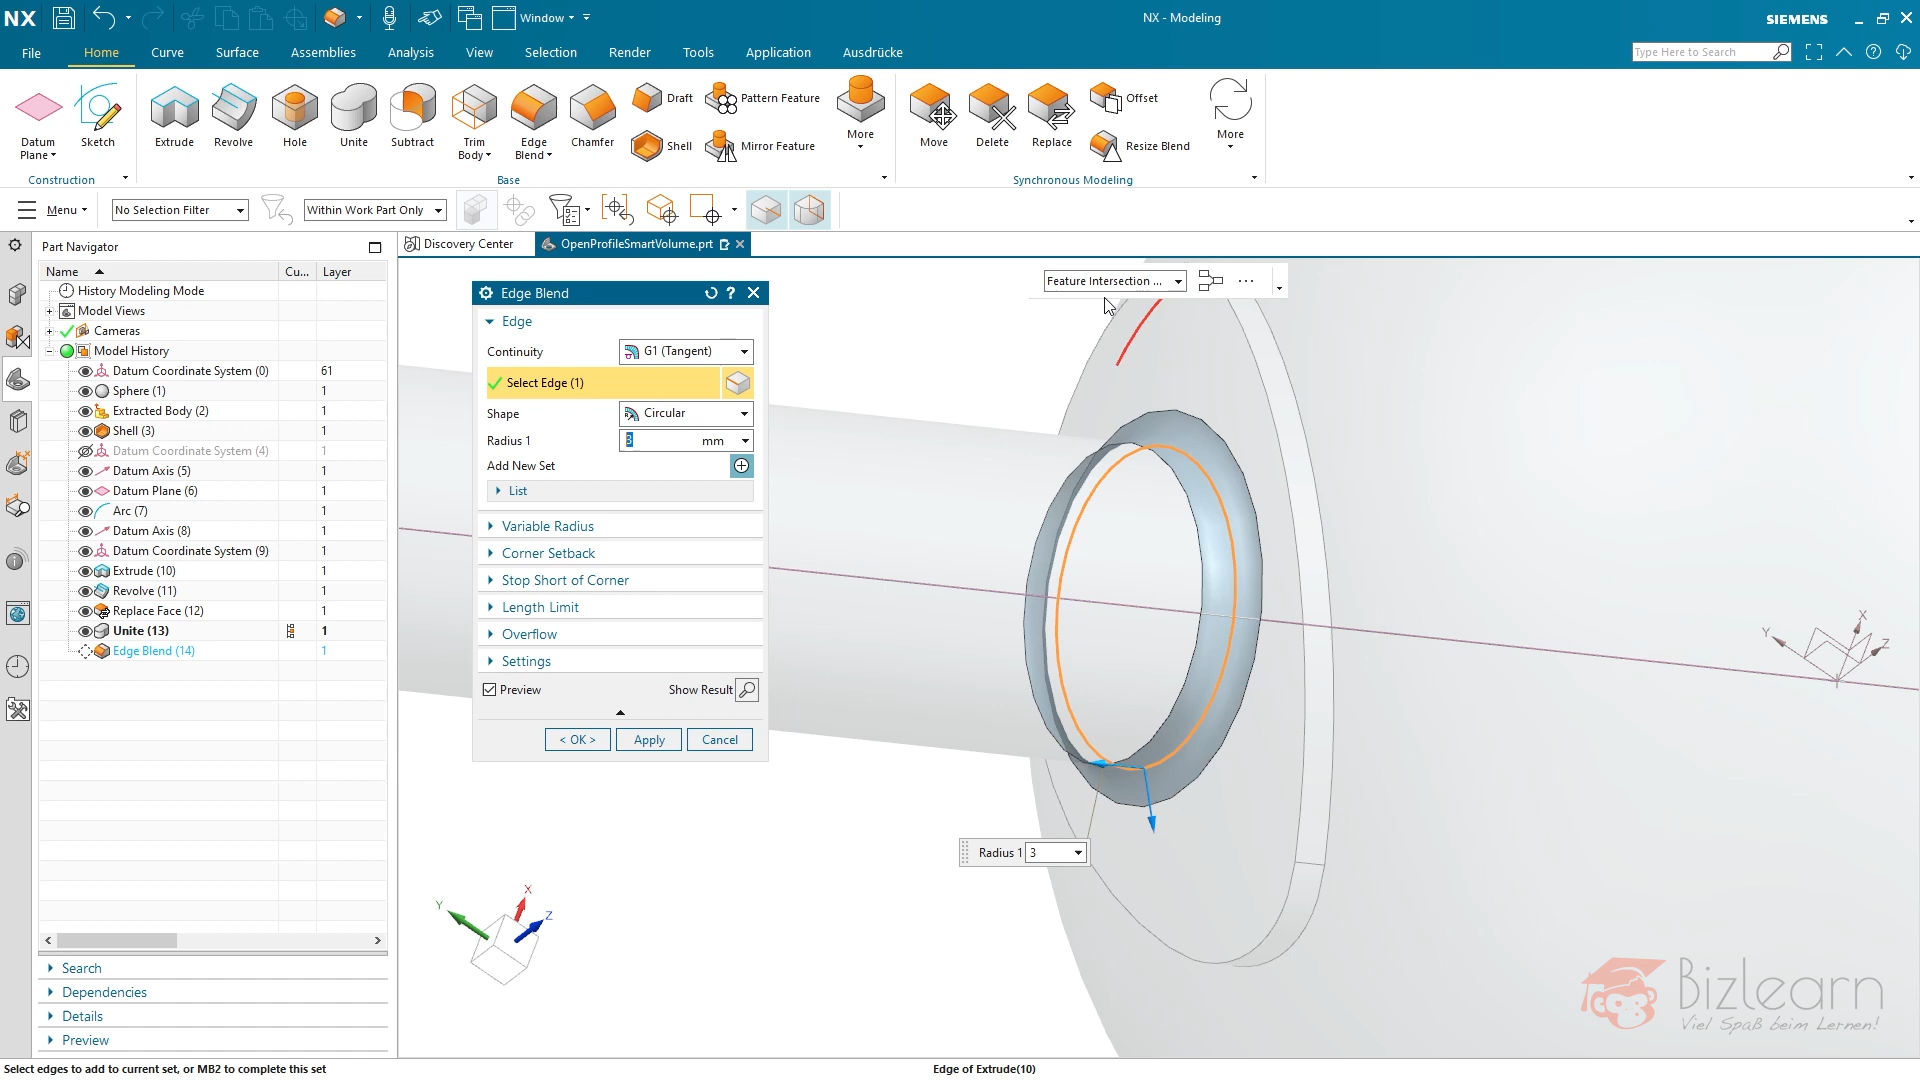 NX
Window
NX - Modeling
SIEMENS
File
Home
Curve
Surface
Assemblies
Analysis
View
Selection
Render
Tools
Application
Ausdrücke
Type Here to Search
Datum
Plane
Sketch
Extrude
Revolve
Hole
Unite
Subtract
Trim
Body
Edge
Blend
Chamfer
Draft
Shell
Pattern Feature
Mirror Feature
More
Move
Delete
Replace
Offset
Resize Blend
More
Construction
Base
Synchronous Modeling
Menu
No Selection Filter
Within Work Part Only
Part Navigator
Discovery Center
OpenProfileSmartVolume.prt
Name
Cu...
Layer
History Modeling Mode
Model Views
Cameras
Model History
Datum Coordinate System (0) 61
Sphere (1) 1
Extracted Body (2) 1
Shell (3) 1
Datum Coordinate System (4) 1
Datum Axis (5) 1
Datum Plane (6) 1
Arc (7) 1
Datum Axis (8) 1
Datum Coordinate System (9) 1
Extrude (10) 1
Revolve (11) 1
Replace Face (12) 1
Unite (13) 1
Edge Blend (14) 1
Search
Dependencies
Details
Preview
Edge Blend
Edge
Continuity
G1 (Tangent)
Select Edge (1)
Shape
Circular
Radius 1
3
mm
Add New Set
List
Variable Radius
Corner Setback
Stop Short of Corner
Length Limit
Overflow
Settings
Preview
Show Result
< OK >
Apply
Cancel
Feature Intersection ...
Radius 1 3
X
Y
Z
X
Y
Z
Bizlearn
Viel Spaß beim Lernen!
Select edges to add to current set, or MB2 to complete this set
Edge of Extrude(10)